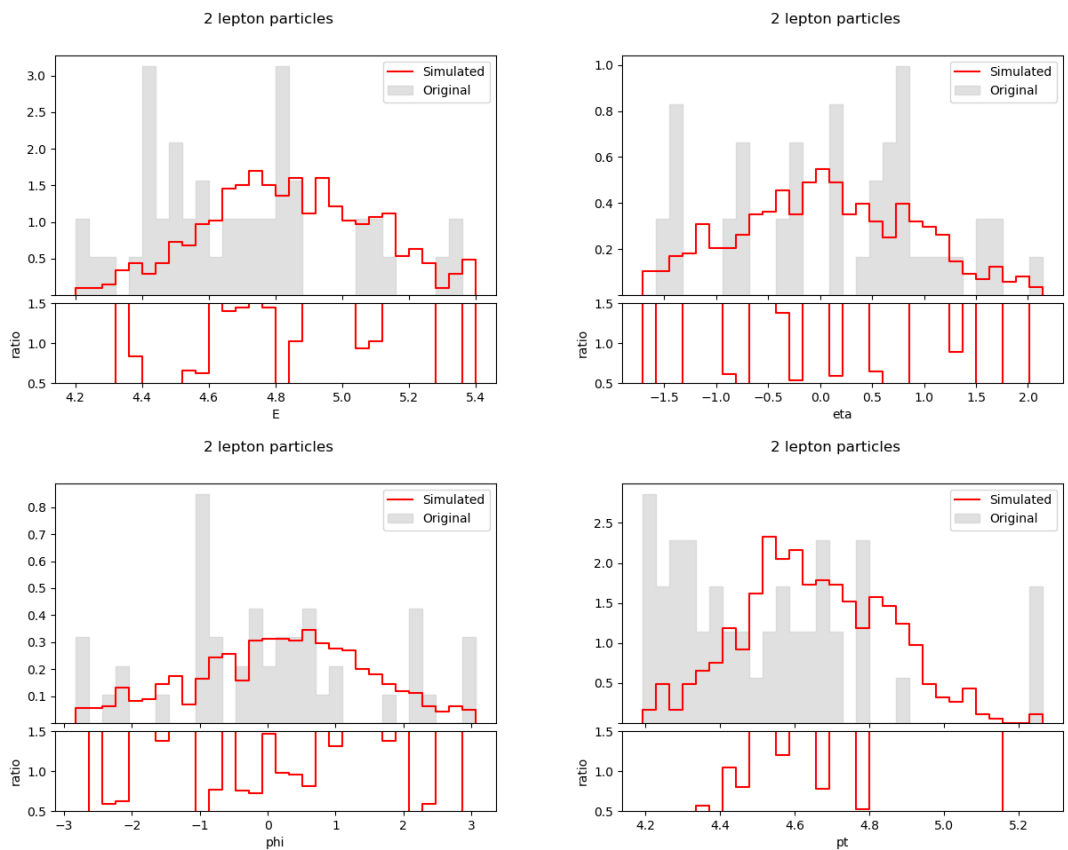 2 lepton particles
3.0
2.5
2.0
1.5
1.0
0.5
Simulated
Original
1.5
1.0
0.5
ratio
4.2 4.4 4.6 4.8 5.0 5.2 5.4
E
2 lepton particles
1.0
0.8
0.6
0.4
0.2
Simulated
Original
1.5
1.0
0.5
ratio
−1.5 −1.0 −0.5 0.0 0.5 1.0 1.5 2.0
eta
2 lepton particles
0.8
0.7
0.6
0.5
0.4
0.3
0.2
0.1
Simulated
Original
1.5
1.0
0.5
ratio
−3 −2 −1 0 1 2 3
phi
2 lepton particles
2.5
2.0
1.5
1.0
0.5
Simulated
Original
1.5
1.0
0.5
ratio
4.2 4.4 4.6 4.8 5.0 5.2
pt